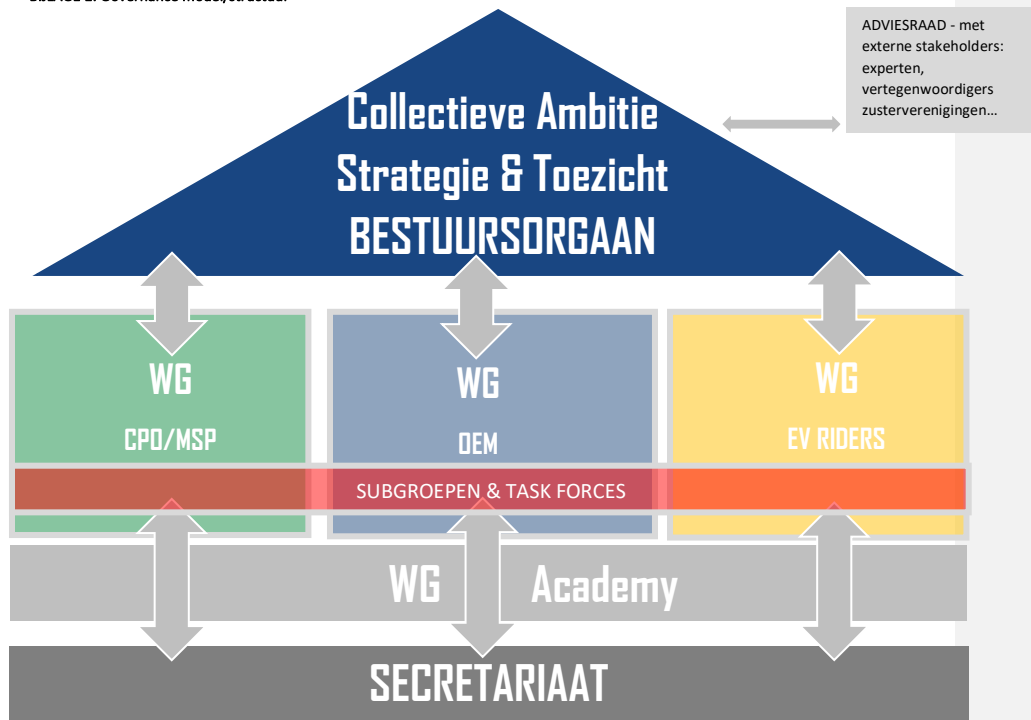 ADVIESRAAD - met
externe stakeholders:
experten,
vertegenwoordigers
zusterverenigingen...
Collectieve Ambitie
Strategie & Toezicht
BESTUURSORGAAN
WG
CPO/MSP
WG
OEM
WG
EV RIDERS
SUBGROEPEN & TASK FORCES
WG Academy
SECRETARIAAT